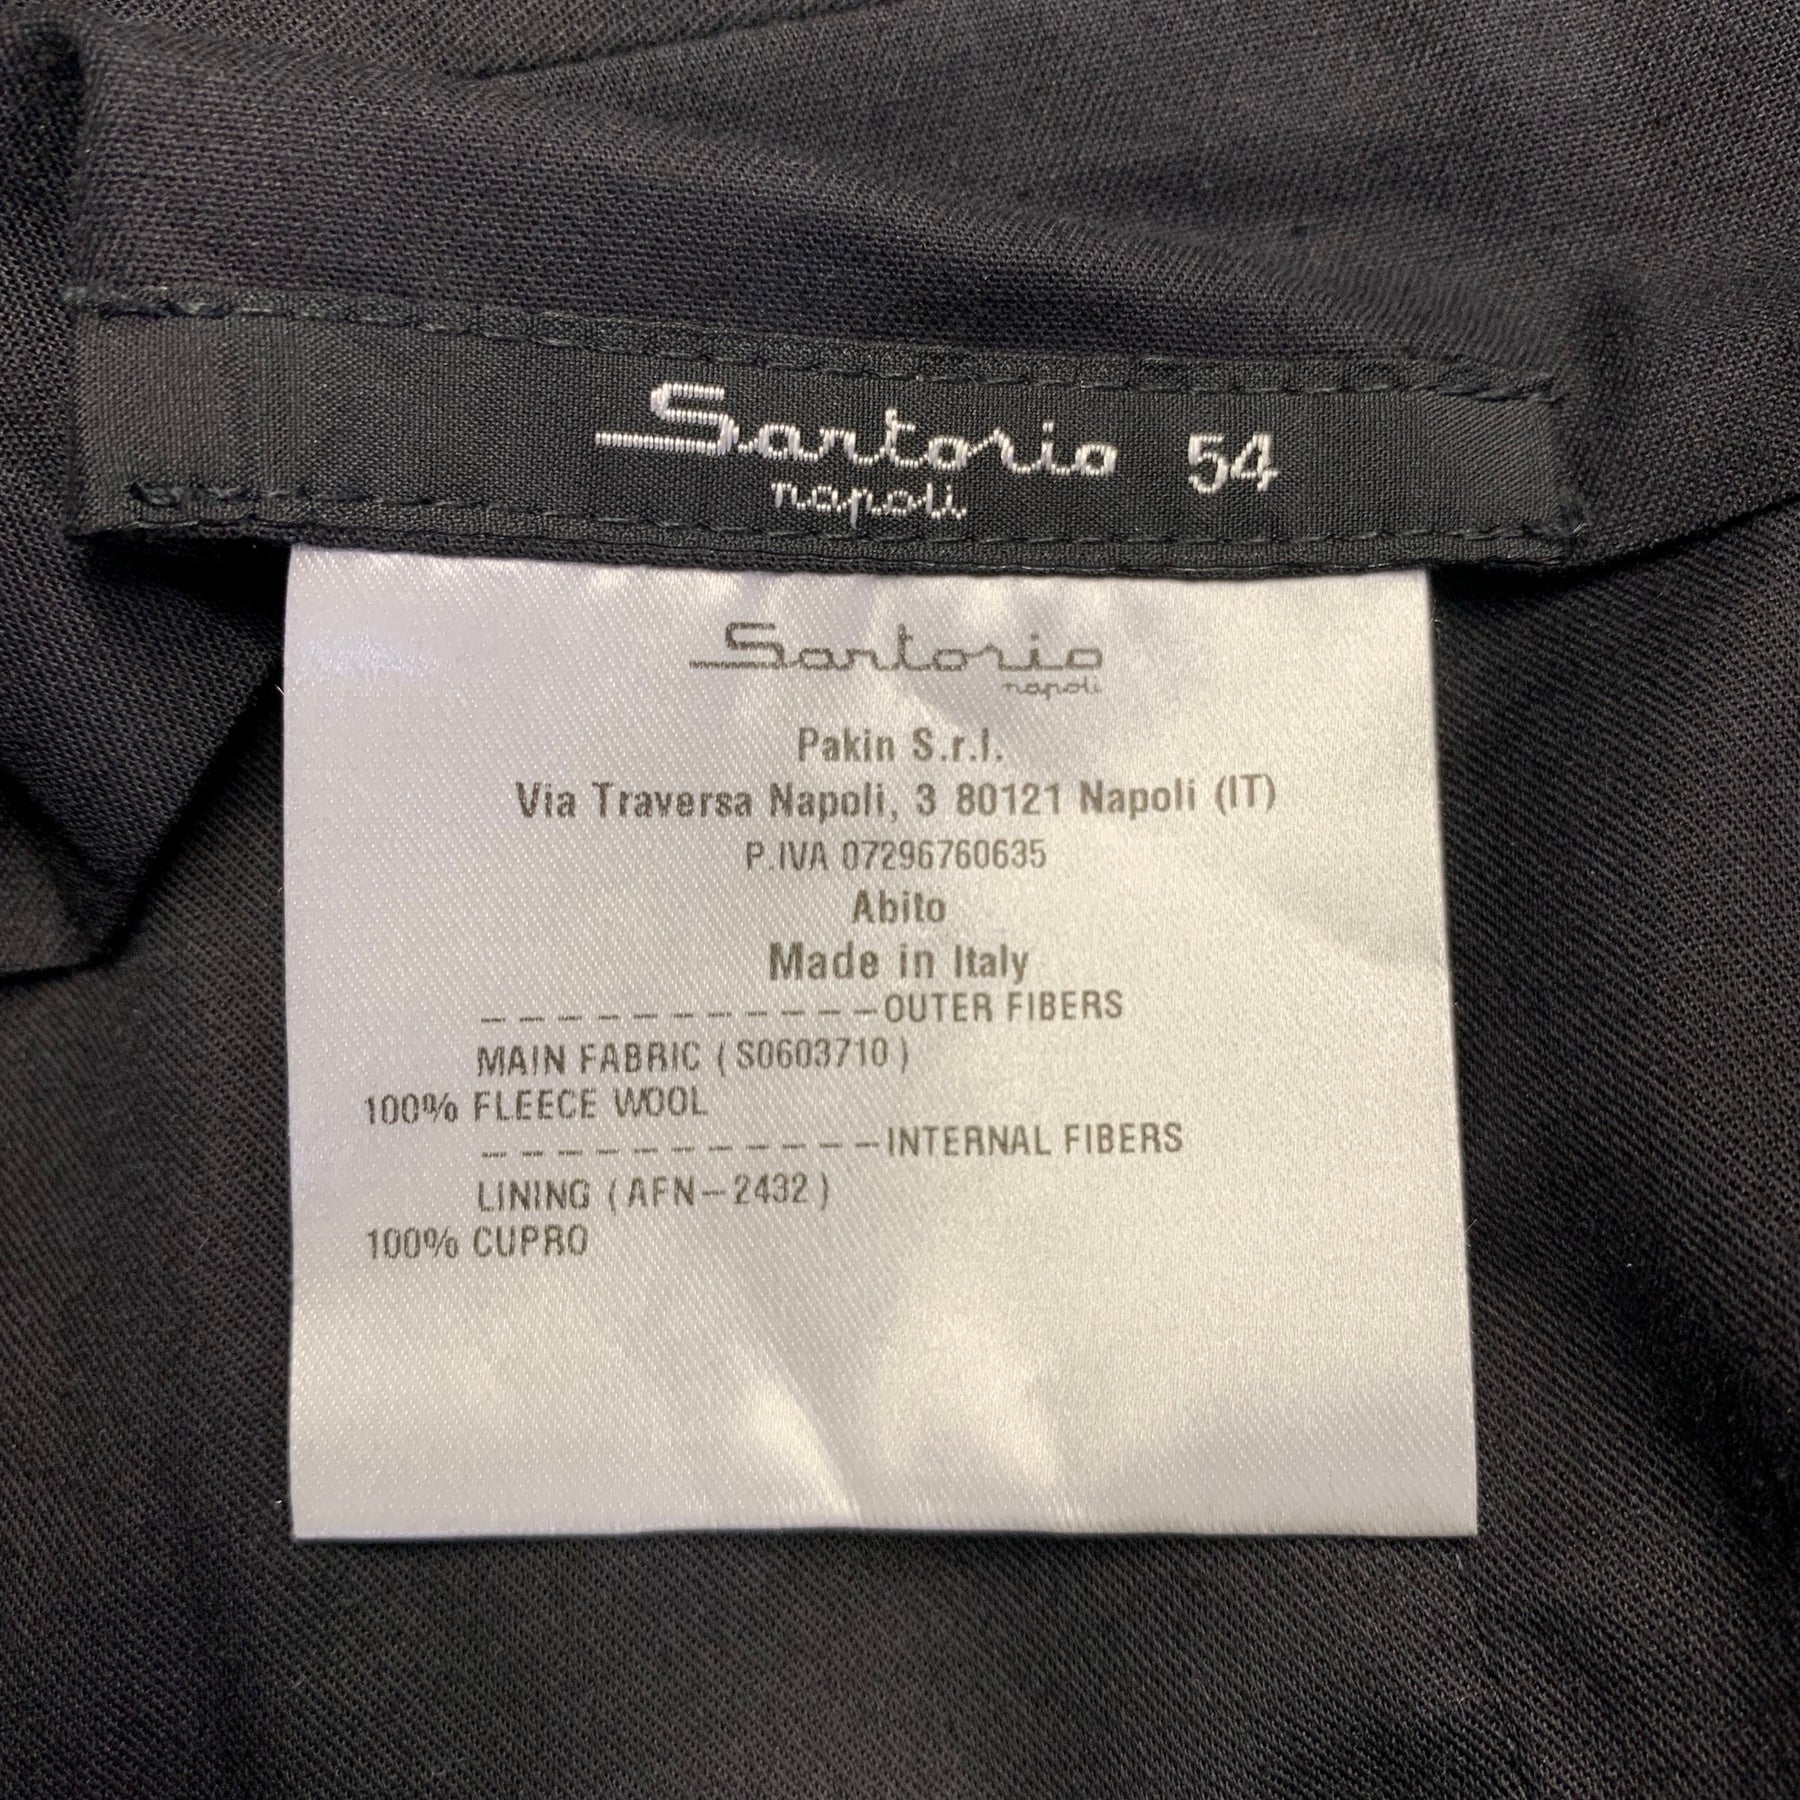 Sartorio 54
napoli
Sartorio
napoli
Pakin S.r.l.
Via Traversa Napoli, 3 80121 Napoli (IT)
P.IVA 07296760635
Abito
Made in Italy
– – – – – – – – – – –OUTER FIBERS
MAIN FABRIC ( S0603710 )
100% FLEECE WOOL
– – – – – – – – – – –INTERNAL FIBERS
LINING ( AFN–2432 )
100% CUPRO